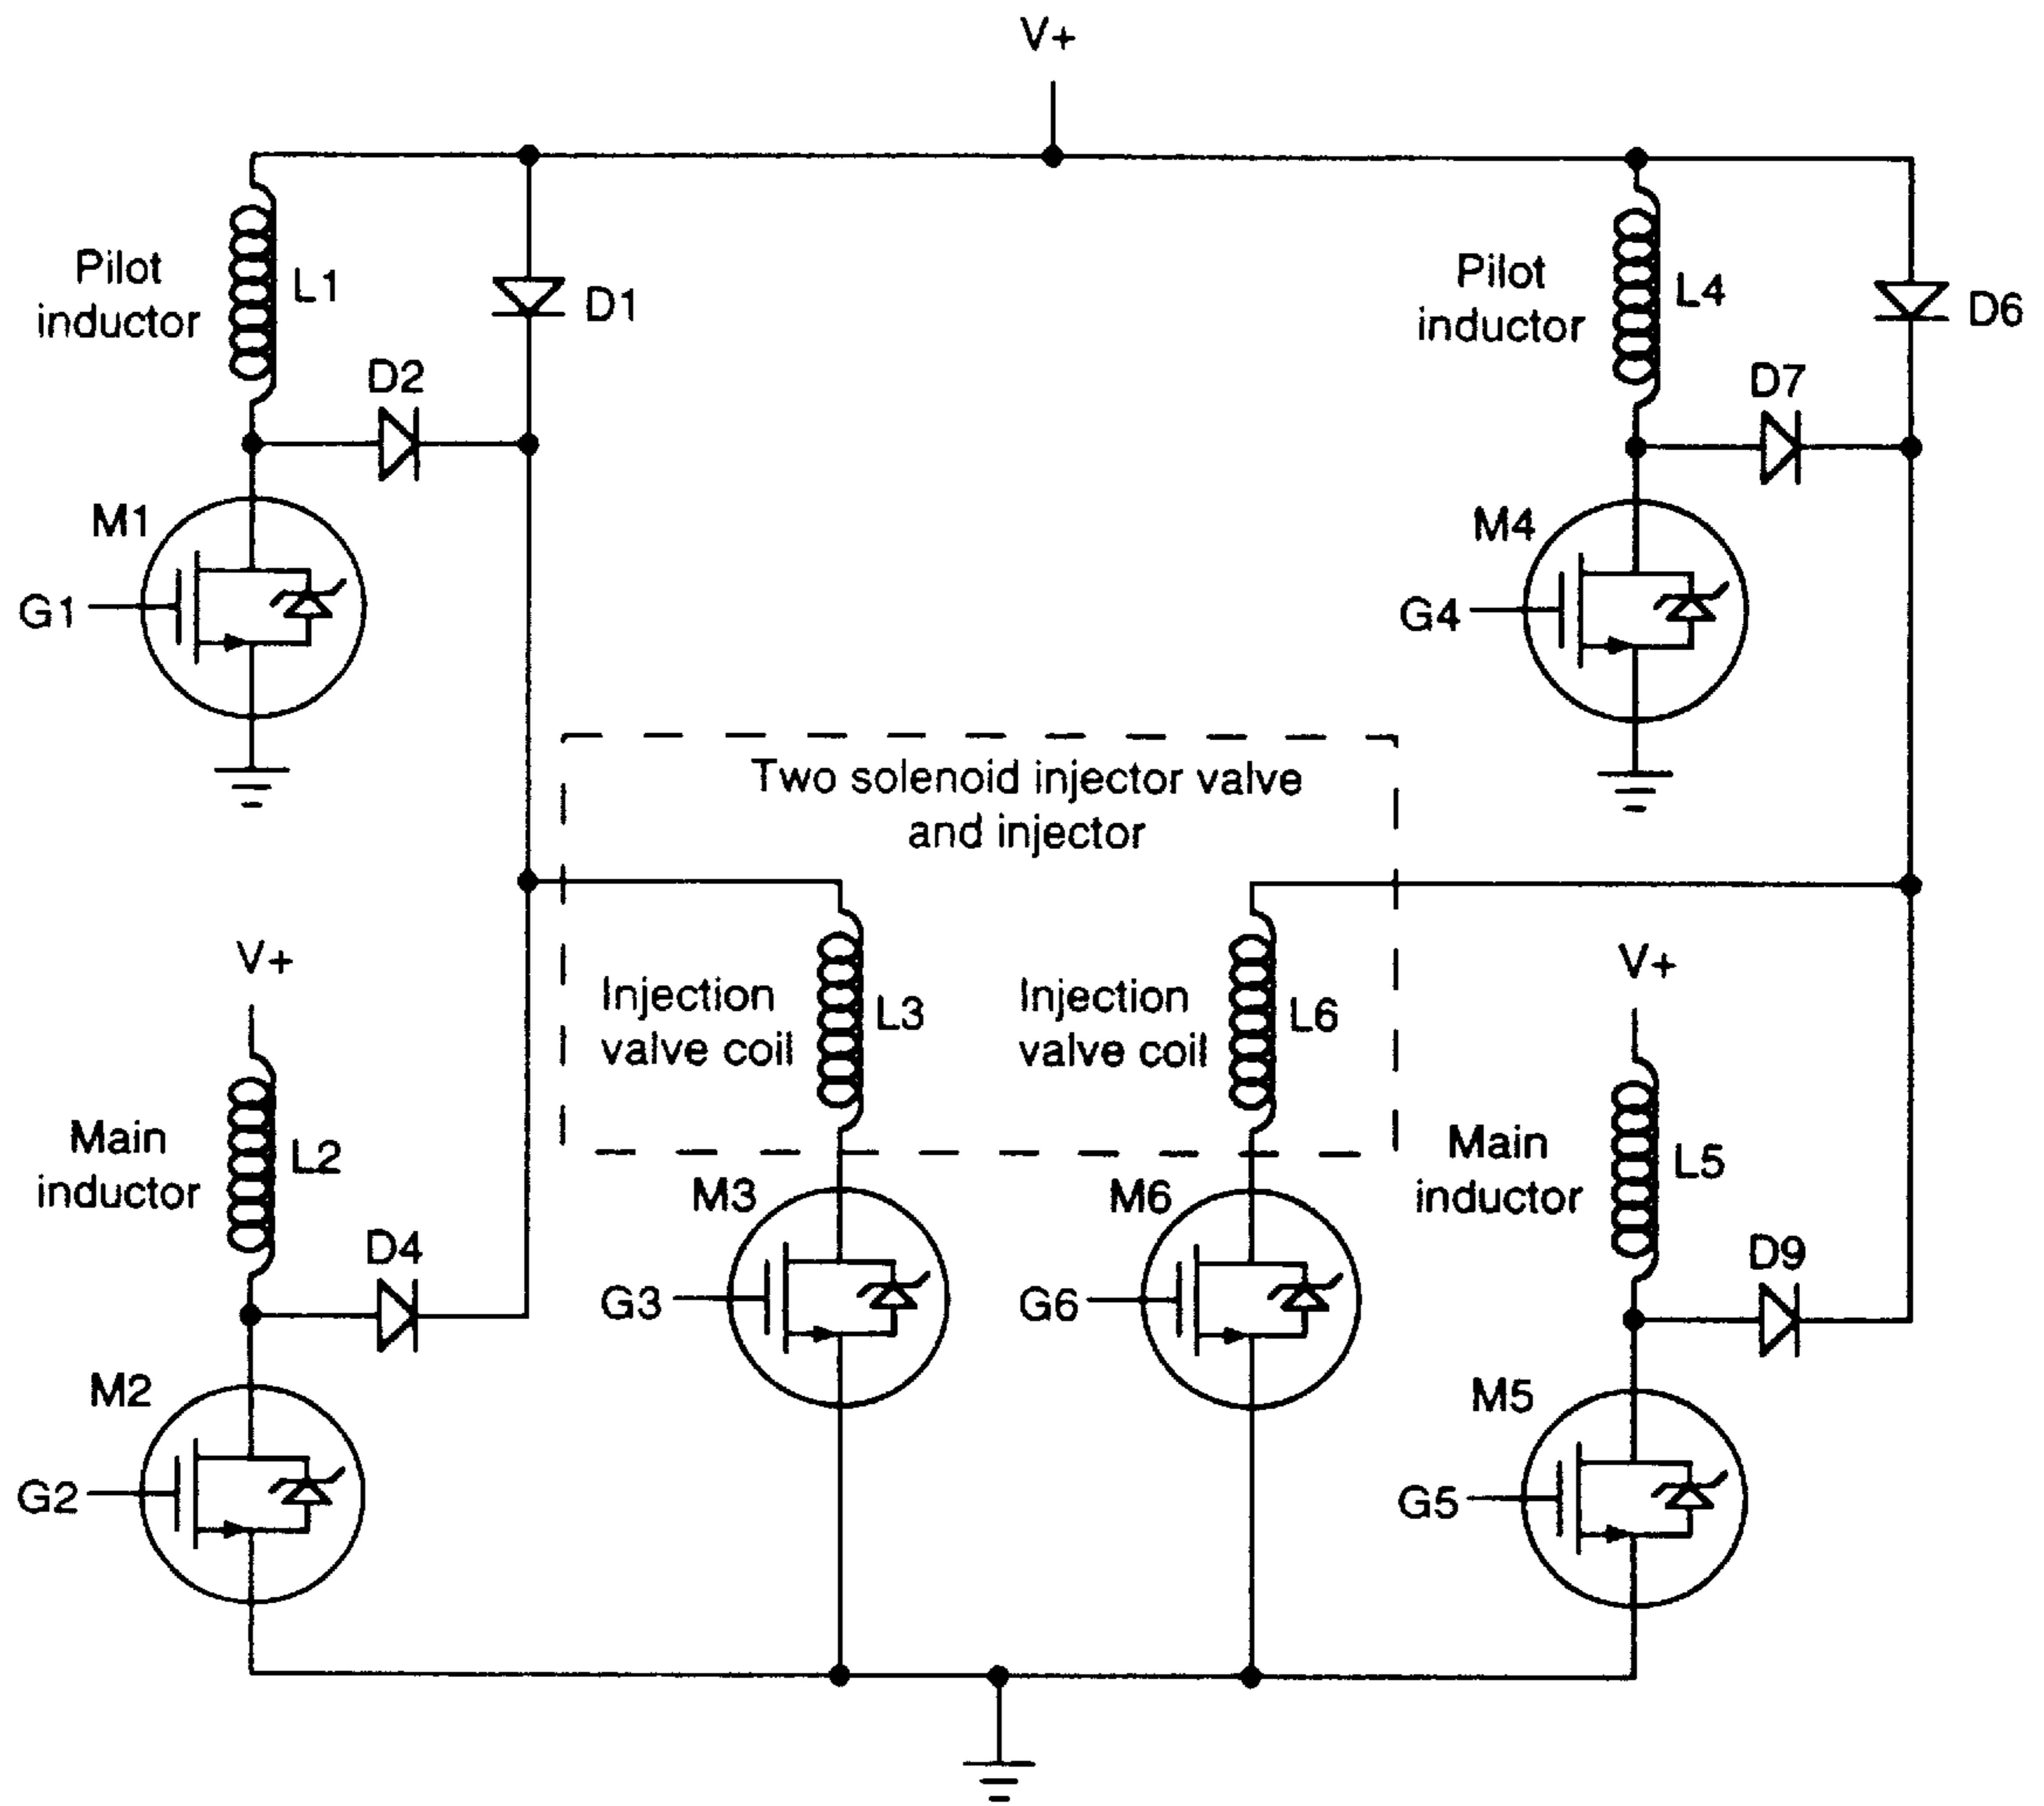 V+
Pilot
inductor
L1
D1
D2
M1
G1
Pilot
inductor
L4
D6
D7
M4
G4
Two solenoid injector valve
and injector
V+
Main
inductor
L2
D4
M2
G2
Injection
valve coil
L3
M3
G3
Injection
valve coil
L6
M6
G6
V+
Main
inductor
L5
D9
M5
G5